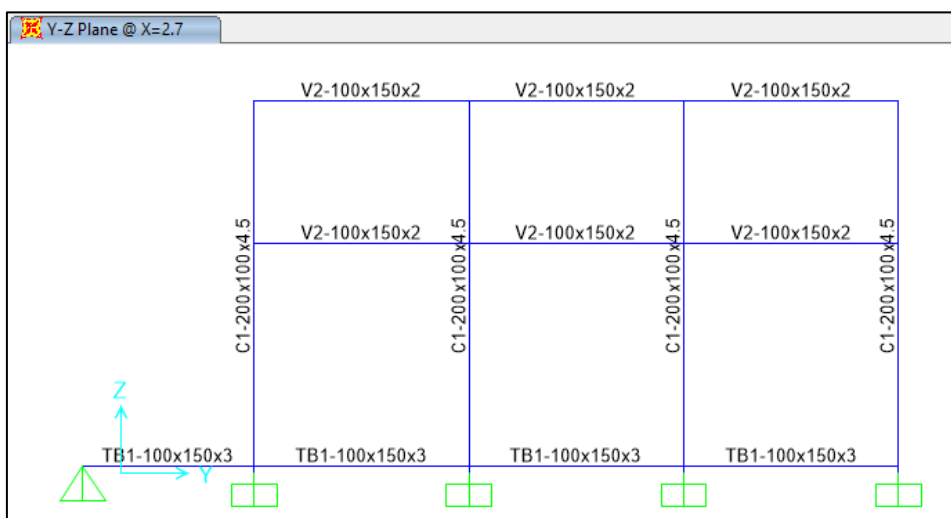 Y-Z Plane @ X=2.7
V2-100x150x2 V2-100x150x2 V2-100x150x2
V2-100x150x2 V2-100x150x2 V2-100x150x2
C1-200x100x4.5 C1-200x100x4.5 C1-200x100x4.5 C1-200x100x4.5
Z
TB1-100x150x3 TB1-100x150x3 TB1-100x150x3 TB1-100x150x3
Y